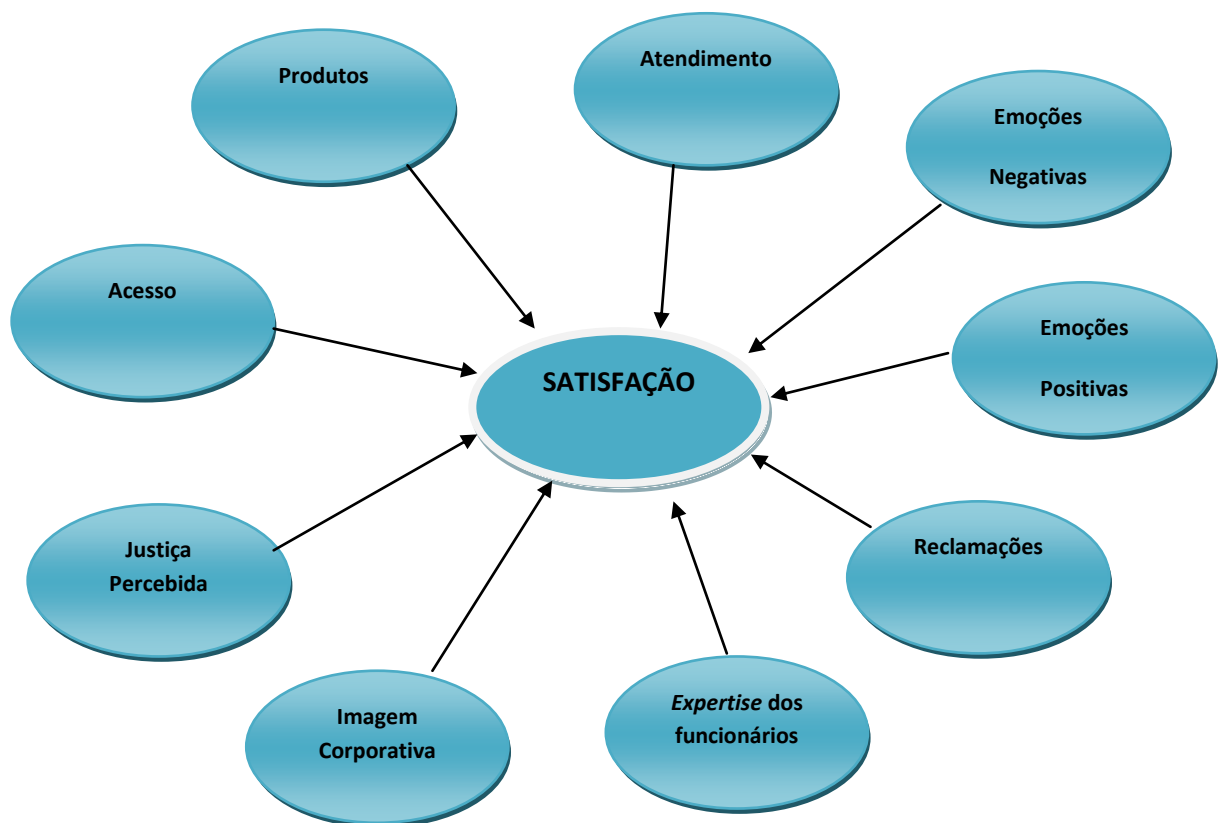 Produtos
Atendimento
Emoções
Negativas
Acesso
Emoções
Positivas
SATISFAÇÃO
Justiça
Percebida
Reclamações
Imagem
Corporativa
Expertise dos
funcionários